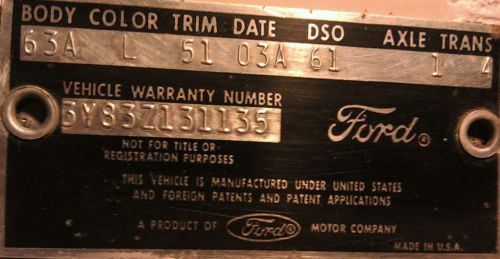 BODY COLOR TRIM DATE DSO AXLE TRANS
63A L 51 03A 61 1 4
VEHICLE WARRANTY NUMBER
3Y83Z131135
Ford®
NOT FOR TITLE OR
REGISTRATION PURPOSES
THIS VEHICLE IS MANUFACTURED UNDER UNITED STATES
AND FOREIGN PATENTS AND PATENT APPLICATIONS
A PRODUCT OF Ford® MOTOR COMPANY
MADE IN U.S.A.